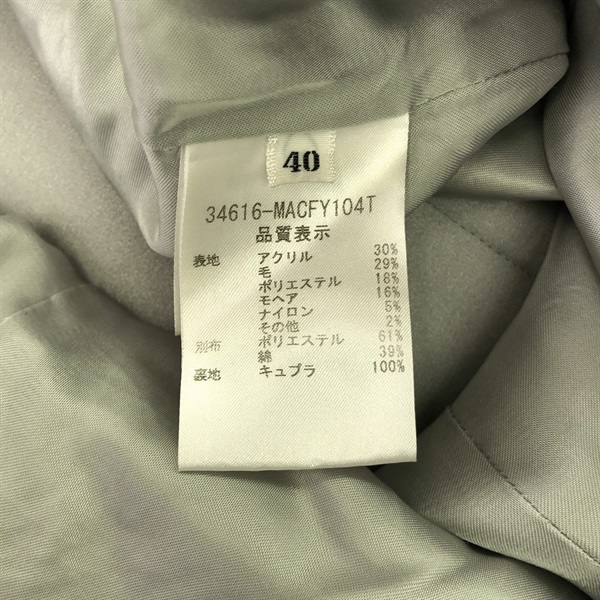 40
34616-MACFY104T
品質表示
表地 アクリル 30%
毛 29%
ポリエステル 18%
モヘア 16%
ナイロン 5%
その他 2%
別布 ポリエステル 61%
綿 39%
裏地 キュプラ 100%